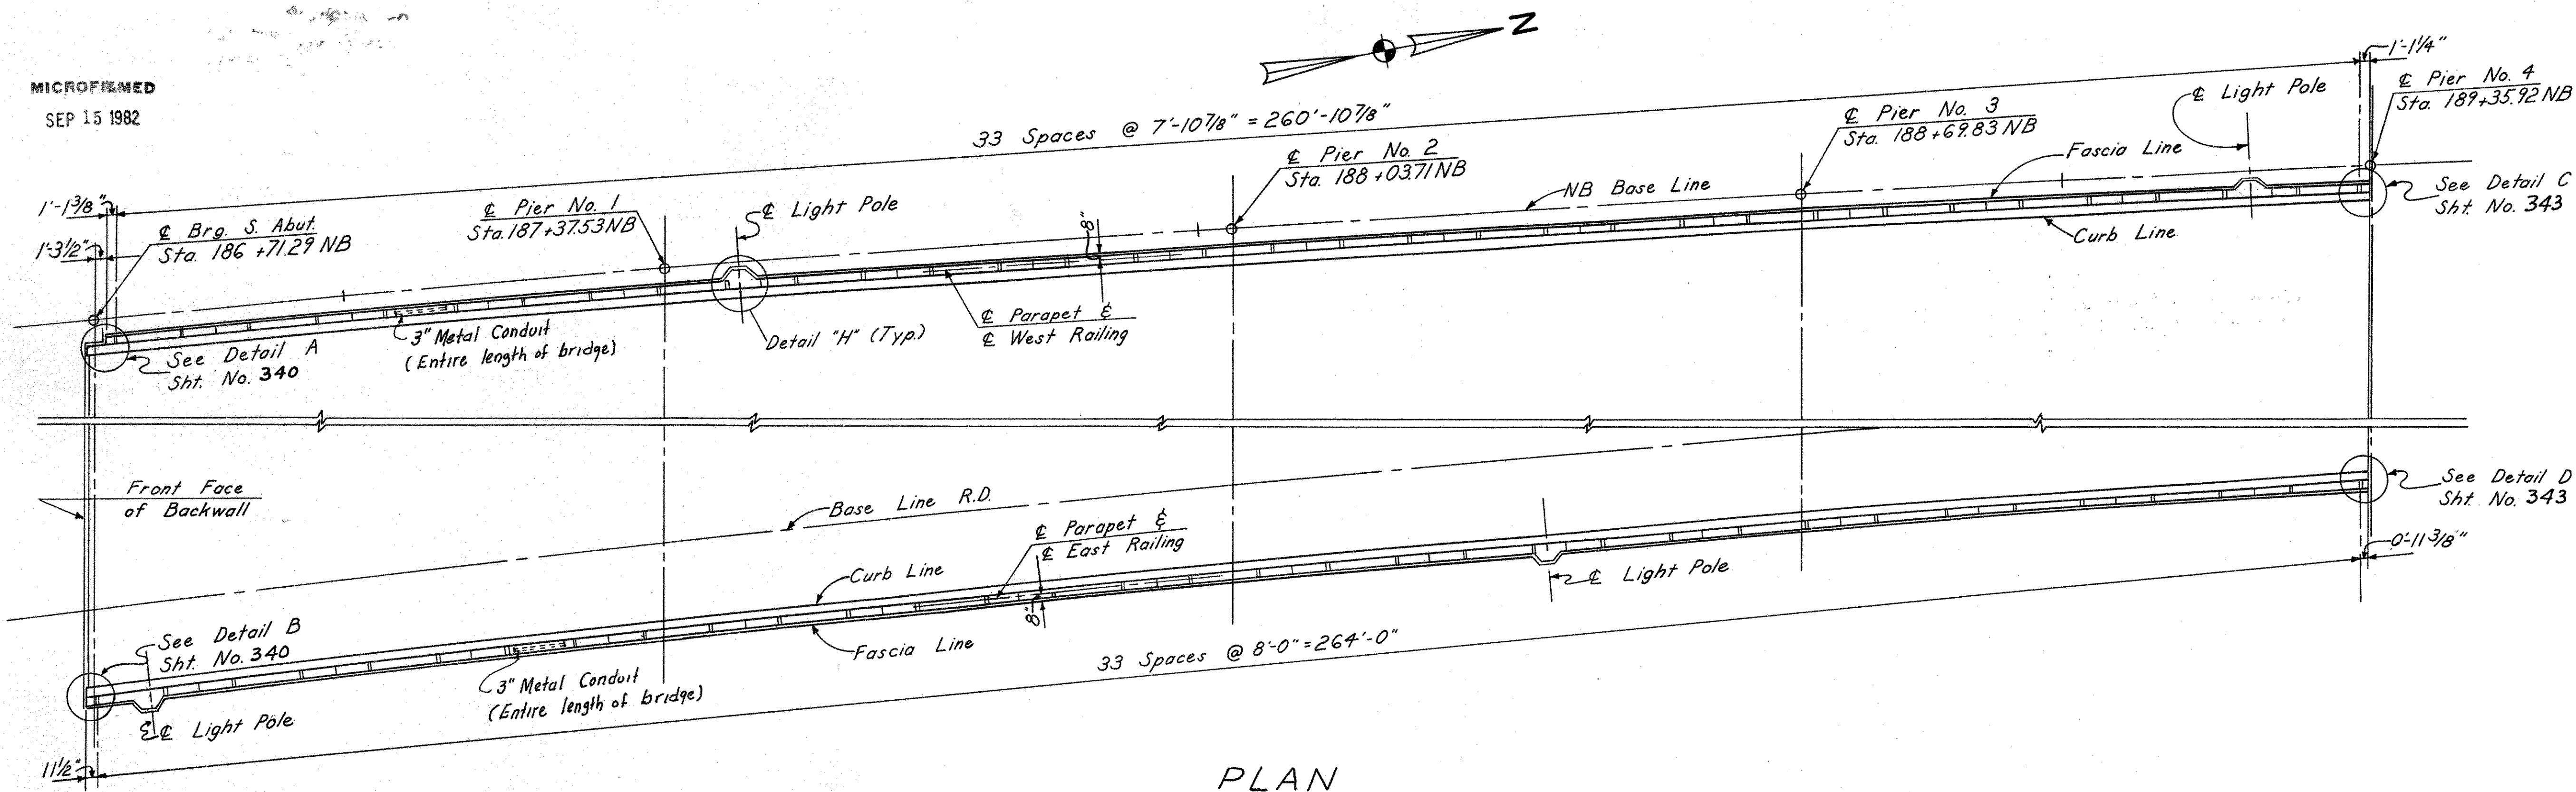 MICROFILMED
SEP 15 1982
N
33 Spaces @ 7'-10 7/8" = 260'-10 7/8"
1'-1 1/4"
℄ Pier No. 4
Sta. 189+35.92 NB
℄ Light Pole
℄ Pier No. 3
Sta. 188+69.83 NB
Fascia Line
℄ Pier No. 2
Sta. 188+03.71 NB
NB Base Line
See Detail C
Sht. No. 343
Curb Line
1'-1 3/8"
1'-3 1/2"
℄ Brg. S. Abut.
Sta. 186+71.29 NB
℄ Pier No. 1
Sta. 187+37.53 NB
℄ Light Pole
8"
℄ Parapet &
℄ West Railing
Detail "H" (Typ.)
3" Metal Conduit
(Entire length of bridge)
See Detail A
Sht. No. 340
Front Face
of Backwall
Base Line R.D.
℄ Parapet &
℄ East Railing
See Detail D
Sht. No. 343
0'-11 3/8"
Curb Line
8"
℄ Light Pole
Fascia Line
33 Spaces @ 8'-0" = 264'-0"
See Detail B
Sht. No. 340
3" Metal Conduit
(Entire length of bridge)
℄ Light Pole
11 1/2"
PLAN